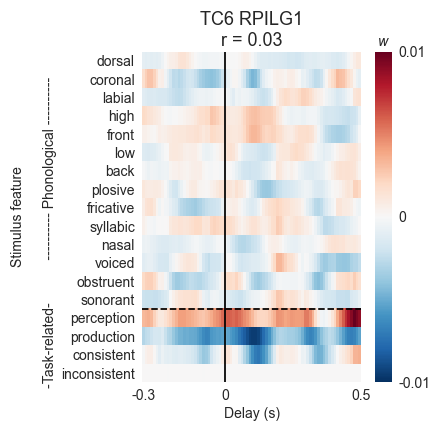 TC6 RPILG1
r = 0.03
w
dorsal
coronal
labial
high
front
low
back
plosive
fricative
syllabic
nasal
voiced
obstruent
sonorant
perception
production
consistent
inconsistent
Stimulus feature
-Task-related- ----------- Phonological -----------
0.01
0
-0.01
-0.3
0
0.5
Delay (s)